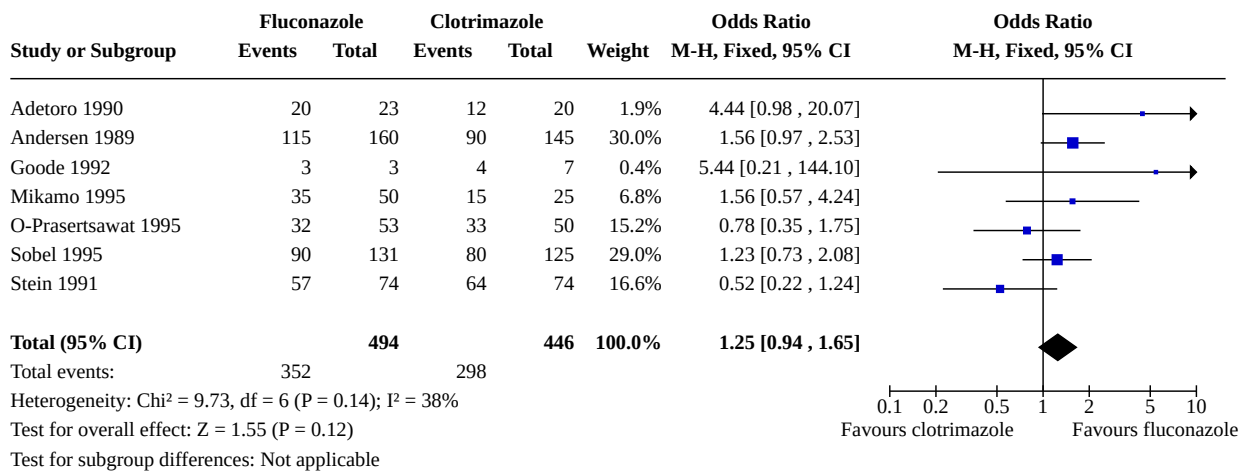 Fluconazole Clotrimazole Odds Ratio Odds Ratio
Study or Subgroup Events Total Events Total Weight M-H, Fixed, 95% CI M-H, Fixed, 95% CI
Adetoro 1990 20 23 12 20 1.9% 4.44 [0.98 , 20.07]
Andersen 1989 115 160 90 145 30.0% 1.56 [0.97 , 2.53]
Goode 1992 3 3 4 7 0.4% 5.44 [0.21 , 144.10]
Mikamo 1995 35 50 15 25 6.8% 1.56 [0.57 , 4.24]
O-Prasertsawat 1995 32 53 33 50 15.2% 0.78 [0.35 , 1.75]
Sobel 1995 90 131 80 125 29.0% 1.23 [0.73 , 2.08]
Stein 1991 57 74 64 74 16.6% 0.52 [0.22 , 1.24]
Total (95% CI) 494 446 100.0% 1.25 [0.94 , 1.65]
Total events: 352 298
Heterogeneity: Chi² = 9.73, df = 6 (P = 0.14); I² = 38%
0.1 0.2 0.5 1 2 5 10
Test for overall effect: Z = 1.55 (P = 0.12)
Favours clotrimazole Favours fluconazole
Test for subgroup differences: Not applicable